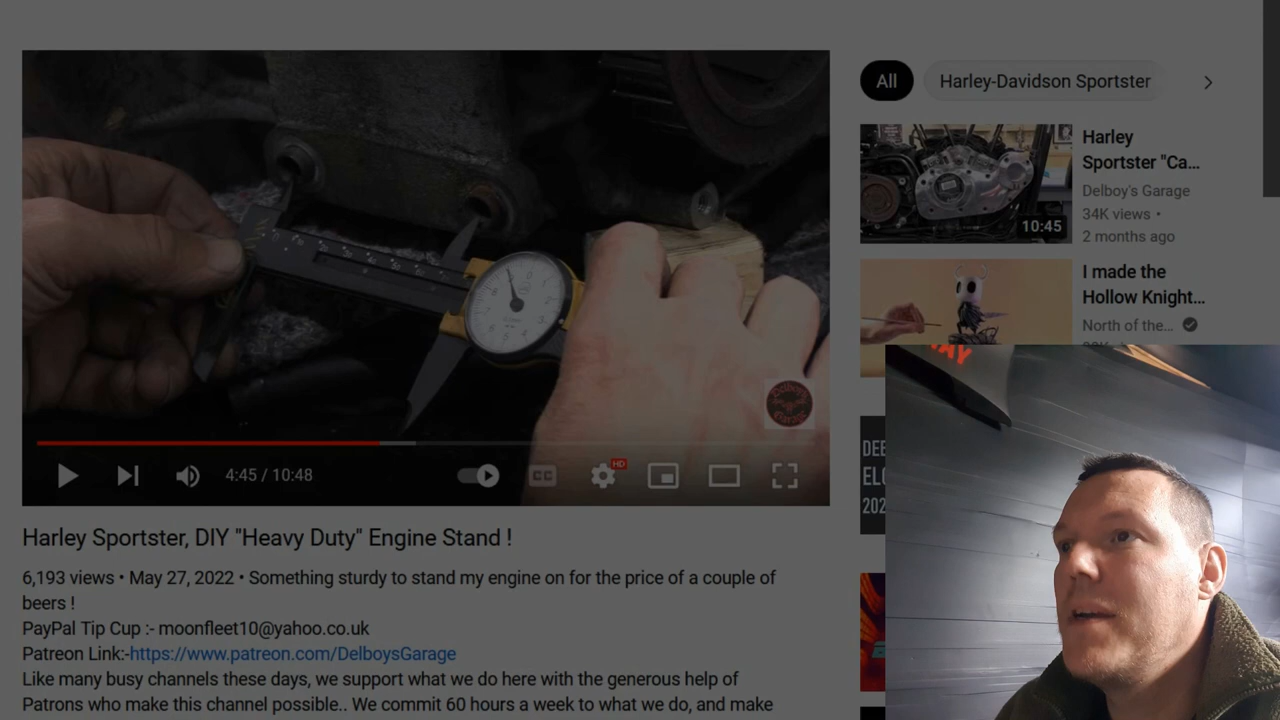 All
Harley-Davidson Sportster
Harley
Sportster "Ca...
Delboy's Garage
34K views •
2 months ago
10:45
I made the
Hollow Knight...
North of the...
4:45 / 10:48
CC
HD
Delboys
Garage
Harley Sportster, DIY "Heavy Duty" Engine Stand !
6,193 views • May 27, 2022 • Something sturdy to stand my engine on for the price of a couple of
beers !
PayPal Tip Cup :- moonfleet10@yahoo.co.uk
Patreon Link:-https://www.patreon.com/DelboysGarage
Like many busy channels these days, we support what we do here with the generous help of
Patrons who make this channel possible.. We commit 60 hours a week to what we do, and make